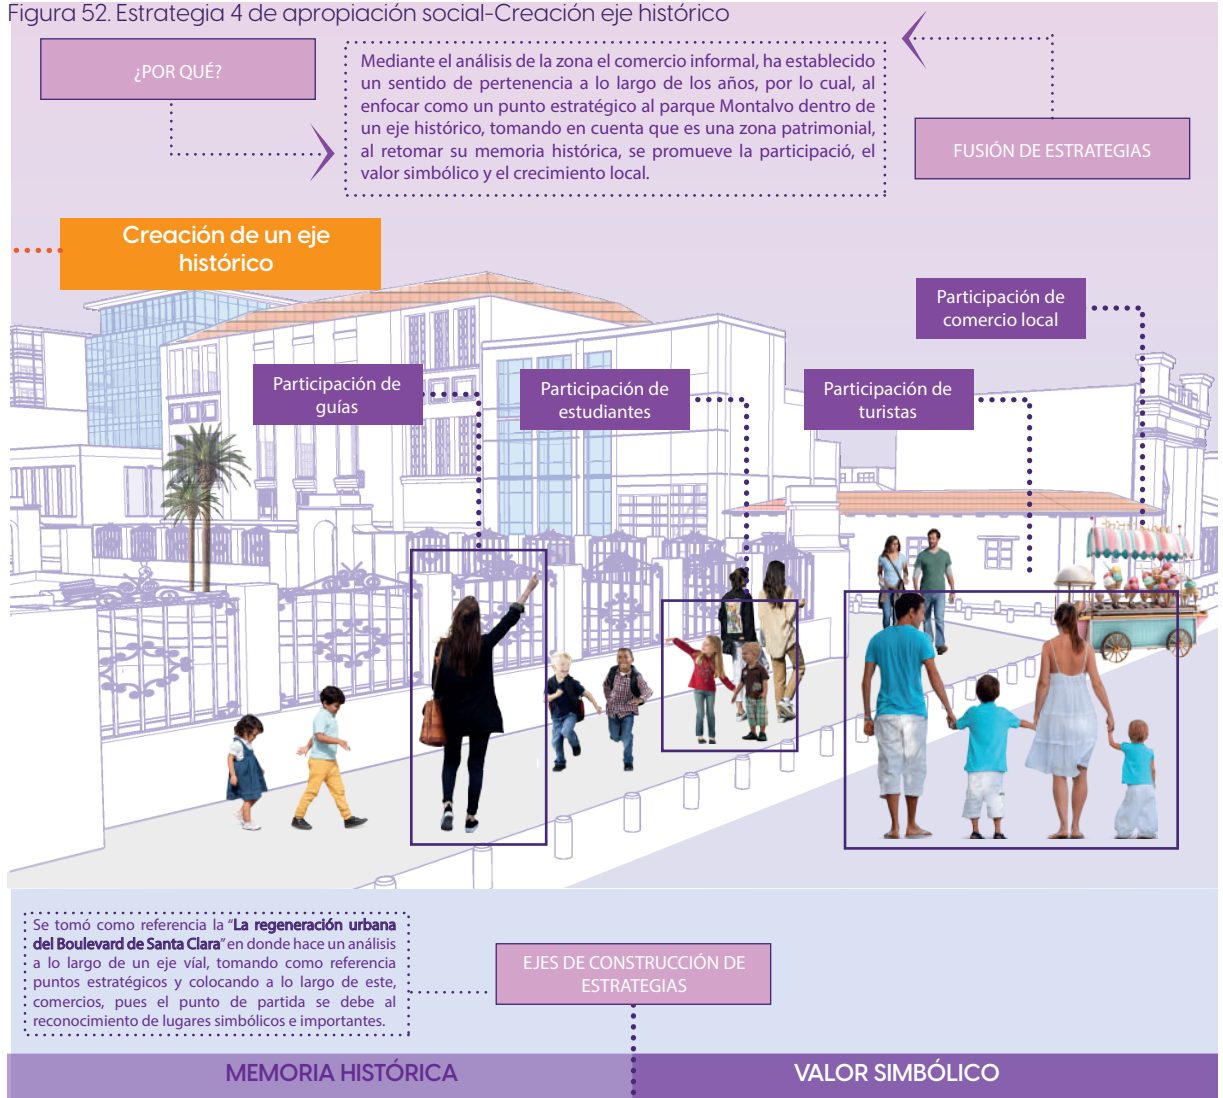 Figura 52. Estrategia 4 de apropiación social-Creación eje histórico
¿POR QUÉ?
Mediante el análisis de la zona el comercio informal, ha establecido
un sentido de pertenencia a lo largo de los años, por lo cual, al
enfocar como un punto estratégico al parque Montalvo dentro de
un eje histórico, tomando en cuenta que es una zona patrimonial,
al retomar su memoria histórica, se promueve la participació, el
valor simbólico y el crecimiento local.
FUSIÓN DE ESTRATEGIAS
Creación de un eje
histórico
Participación de
comercio local
Participación de
guías
Participación de
estudiantes
Participación de
turistas
Se tomó como referencia la “La regeneración urbana
del Boulevard de Santa Clara” en donde hace un análisis
a lo largo de un eje víal, tomando como referencia
puntos estratégicos y colocando a lo largo de este,
comercios, pues el punto de partida se debe al
reconocimiento de lugares simbólicos e importantes.
EJES DE CONSTRUCCIÓN DE
ESTRATEGIAS
MEMORIA HISTÓRICA
VALOR SIMBÓLICO